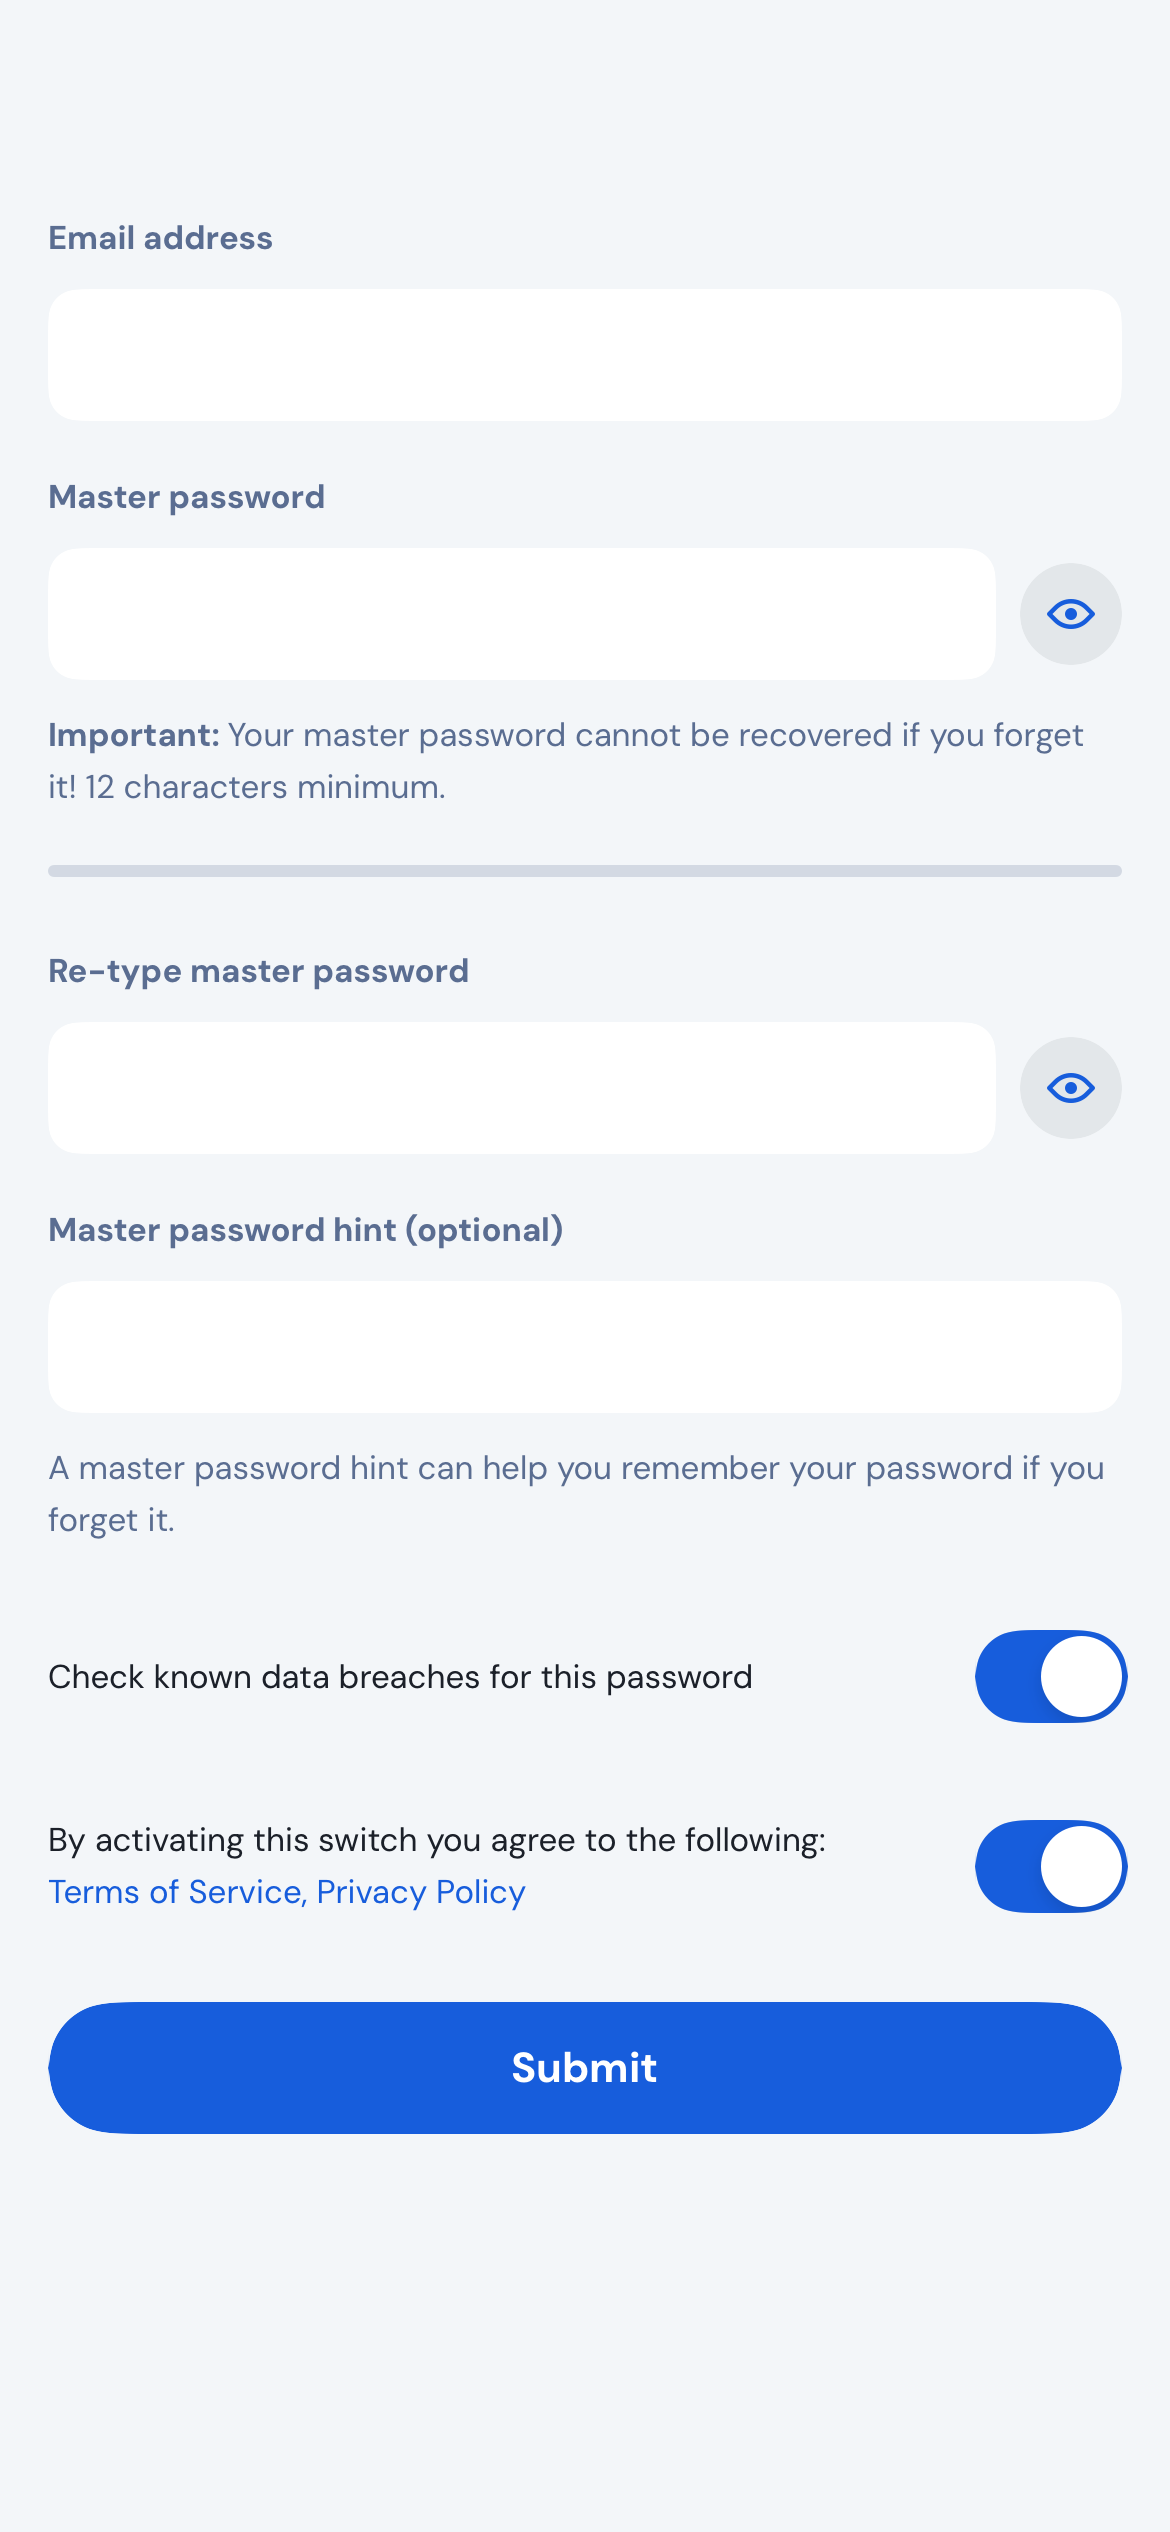 Email address
Master password
Important: Your master password cannot be recovered if you forget
it! 12 characters minimum.
Re-type master password
Master password hint (optional)
A master password hint can help you remember your password if you
forget it.
Check known data breaches for this password
By activating this switch you agree to the following:
Terms of Service, Privacy Policy
Submit